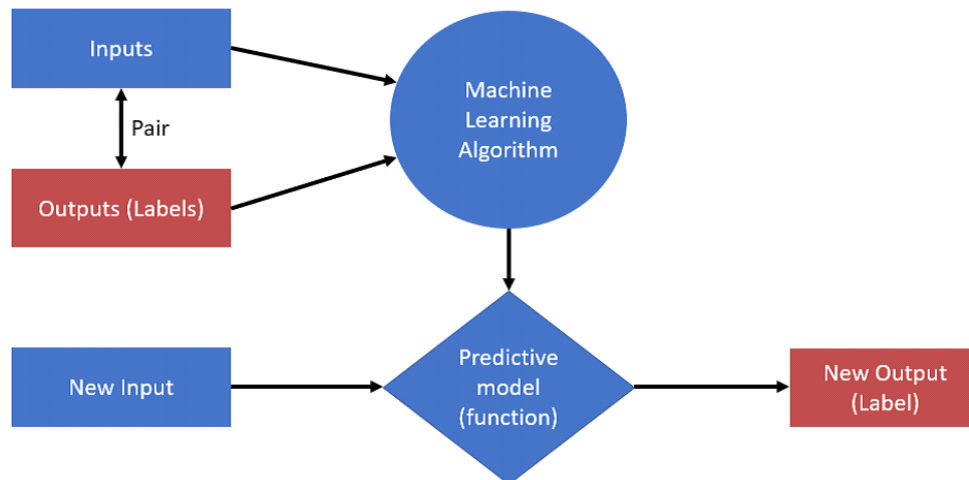 Inputs
Pair
Outputs (Labels)
Machine
Learning
Algorithm
New Input
Predictive
model
(function)
New Output
(Label)